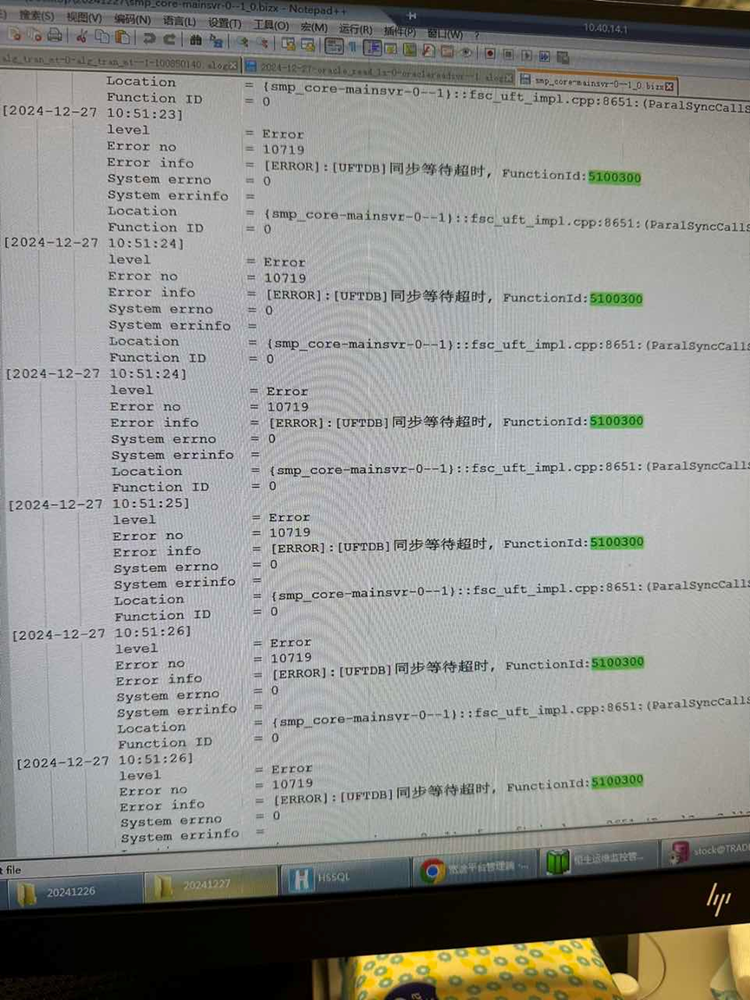 smp_core-mainsvr-0--1_0.bizx - Notepad++
搜索(S) 视图(V) 编码(N) 语言(L) 设置(T) 工具(O) 宏(M) 运行(R) 插件(P) 窗口(W) ?
10.40.14.1
2024-12-27-oracle_read_ls-0-oraclereadsvr--1.alog
smp_core-mainsvr-0--1_0.bizx
Location = {smp_core-mainsvr-0--1}::fsc_uft_impl.cpp:8651:(ParalSyncCallS
Function ID = 0
[2024-12-27 10:51:23]
level = Error
Error no = 10719
Error info = [ERROR]:[UFTDB]同步等待超时, FunctionId:5100300
System errno = 0
System errinfo =
Location = {smp_core-mainsvr-0--1}::fsc_uft_impl.cpp:8651:(ParalSyncCallS
Function ID = 0
[2024-12-27 10:51:24]
level = Error
Error no = 10719
Error info = [ERROR]:[UFTDB]同步等待超时, FunctionId:5100300
System errno = 0
System errinfo =
Location = {smp_core-mainsvr-0--1}::fsc_uft_impl.cpp:8651:(ParalSyncCallS
Function ID = 0
[2024-12-27 10:51:24]
level = Error
Error no = 10719
Error info = [ERROR]:[UFTDB]同步等待超时, FunctionId:5100300
System errno = 0
System errinfo =
Location = {smp_core-mainsvr-0--1}::fsc_uft_impl.cpp:8651:(ParalSyncCallS
Function ID = 0
[2024-12-27 10:51:25]
level = Error
Error no = 10719
Error info = [ERROR]:[UFTDB]同步等待超时, FunctionId:5100300
System errno = 0
System errinfo =
Location = {smp_core-mainsvr-0--1}::fsc_uft_impl.cpp:8651:(ParalSyncCallS
Function ID = 0
[2024-12-27 10:51:26]
level = Error
Error no = 10719
Error info = [ERROR]:[UFTDB]同步等待超时, FunctionId:5100300
System errno = 0
System errinfo =
Location = {smp_core-mainsvr-0--1}::fsc_uft_impl.cpp:8651:(ParalSyncCallS
Function ID = 0
[2024-12-27 10:51:26]
level = Error
Error no = 10719
Error info = [ERROR]:[UFTDB]同步等待超时, FunctionId:5100300
System errno = 0
System errinfo =
t file
20241226
20241227
HSSQL
恒生运维监控管...
stock@TRAD
hp